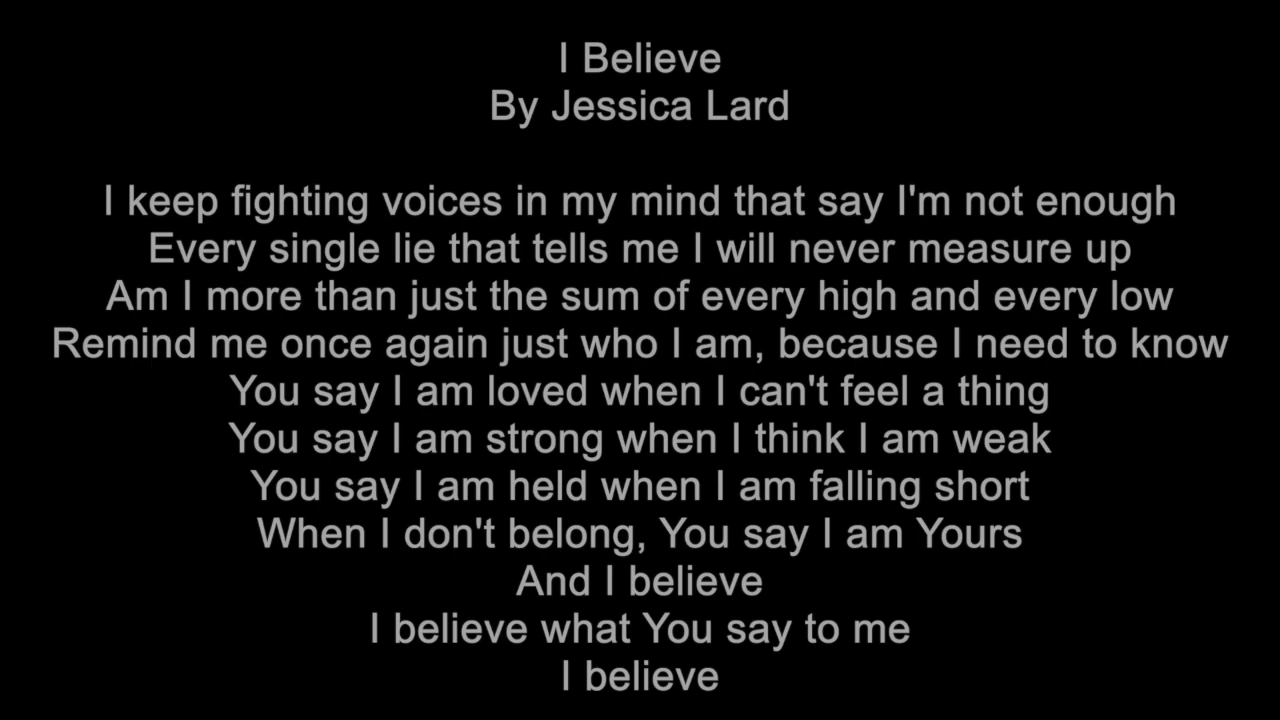 I Believe
By Jessica Lard
I keep fighting voices in my mind that say I'm not enough
Every single lie that tells me I will never measure up
Am I more than just the sum of every high and every low
Remind me once again just who I am, because I need to know
You say I am loved when I can't feel a thing
You say I am strong when I think I am weak
You say I am held when I am falling short
When I don't belong, You say I am Yours
And I believe
I believe what You say to me
I believe